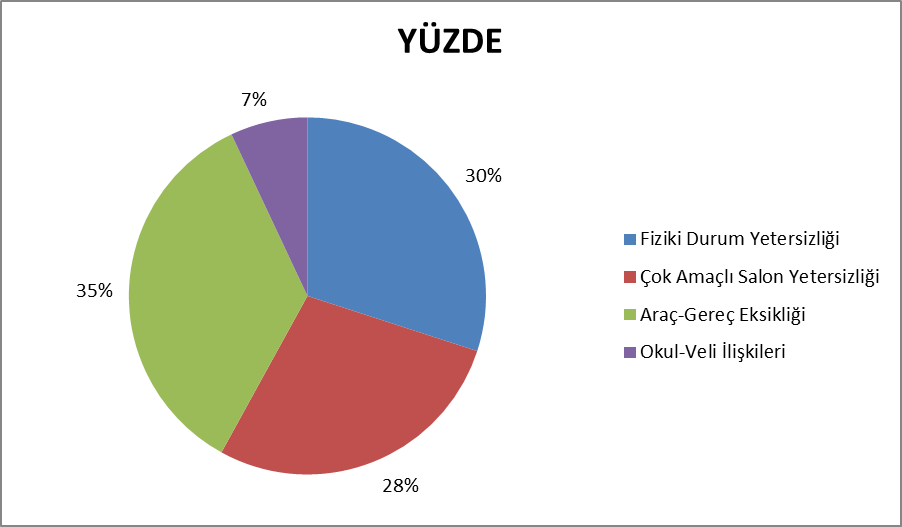 YÜZDE
7%
30%
35%
28%
Fiziki Durum Yetersizliği
Çok Amaçlı Salon Yetersizliği
Araç-Gereç Eksikliği
Okul-Veli İlişkileri